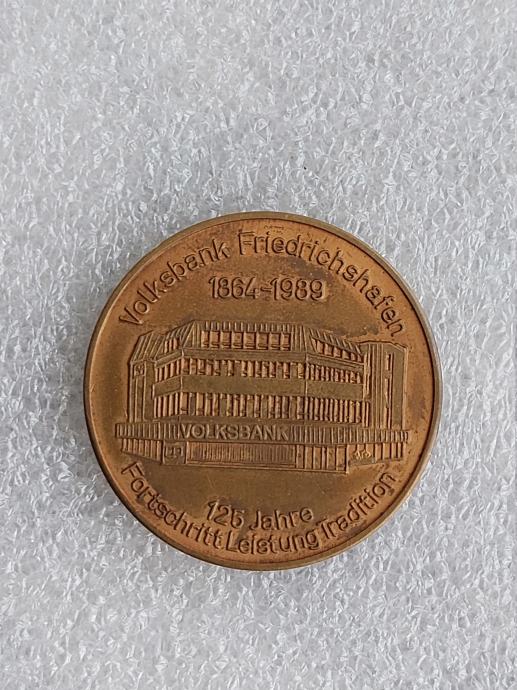 Volksbank Friedrichshafen
1864-1989
VOLKSBANK
125 Jahre
Fortschritt Leistung Tradition